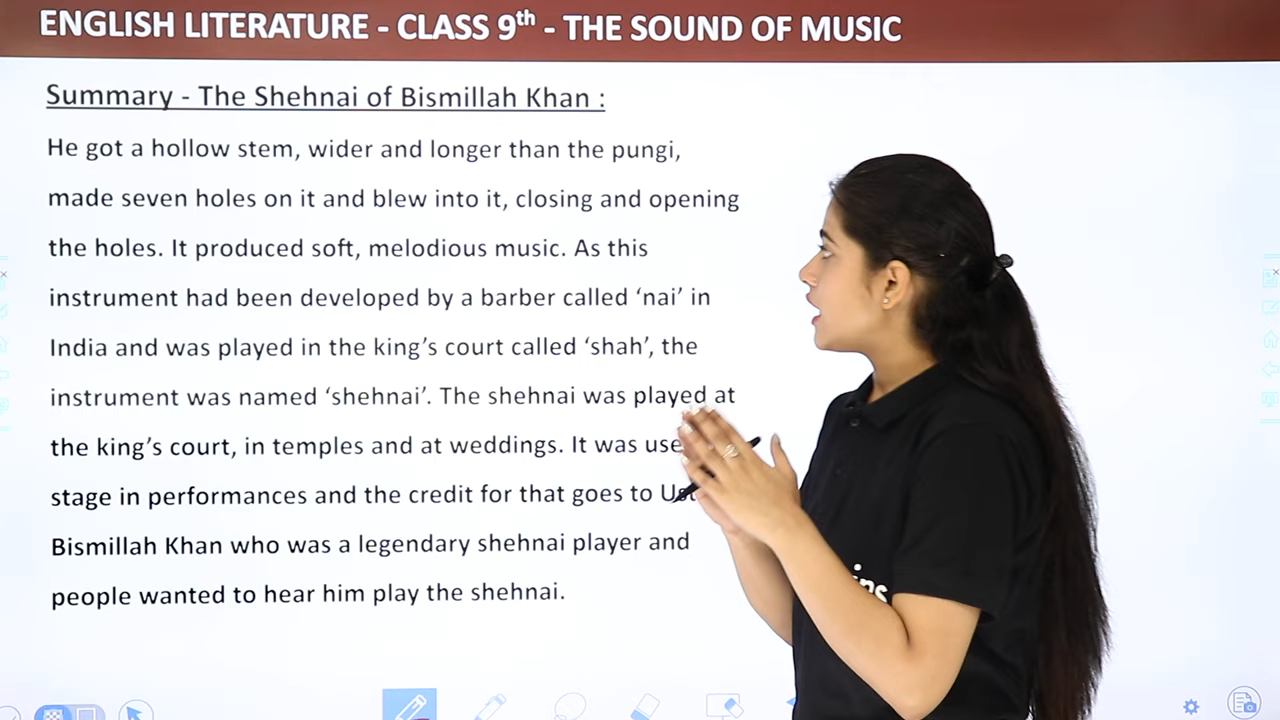 ENGLISH LITERATURE - CLASS 9th - THE SOUND OF MUSIC
Summary - The Shehnai of Bismillah Khan :
He got a hollow stem, wider and longer than the pungi,
made seven holes on it and blew into it, closing and opening
the holes. It produced soft, melodious music. As this
instrument had been developed by a barber called ‘nai’ in
India and was played in the king’s court called ‘shah’, the
instrument was named ‘shehnai’. The shehnai was played at
the king’s court, in temples and at weddings. It was
stage in performances and the credit for that goes to
Bismillah Khan who was a legendary shehnai player and
people wanted to hear him play the shehnai.